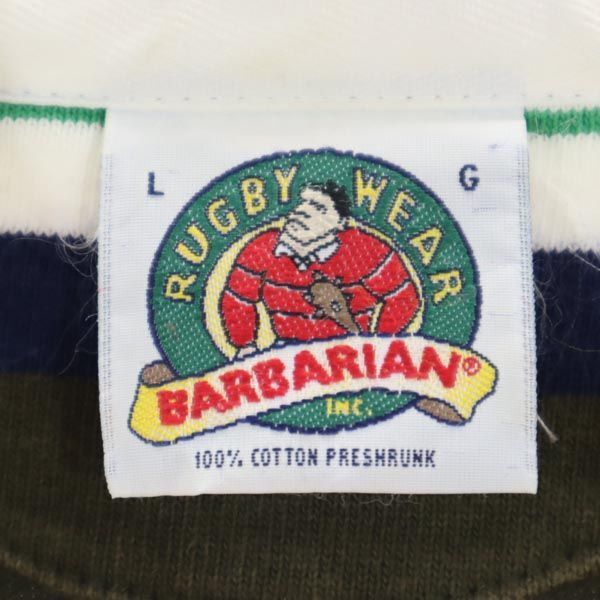 L G
RUGBY WEAR
BARBARIAN®
INC.
100% COTTON PRESHRUNK